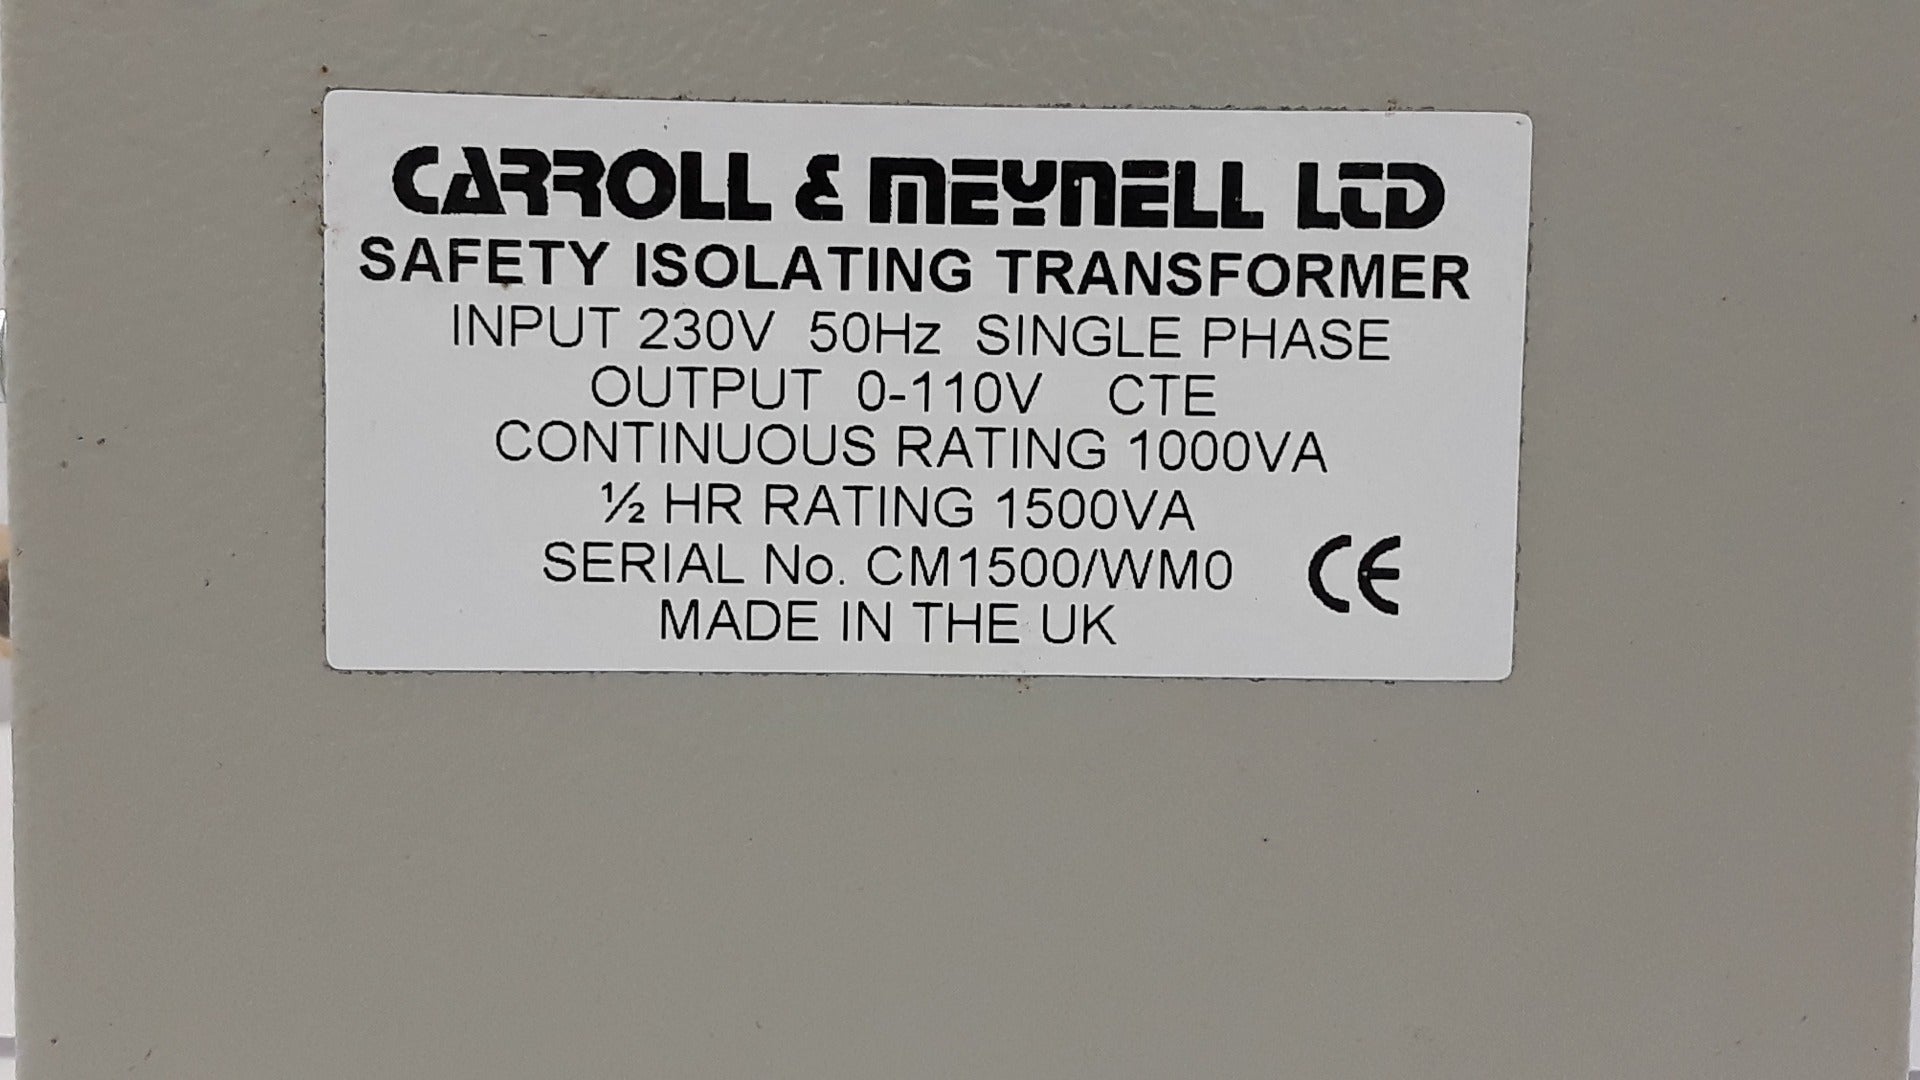 CARROLL & MEYNELL LTD
SAFETY ISOLATING TRANSFORMER
INPUT 230V 50Hz SINGLE PHASE
OUTPUT 0-110V CTE
CONTINUOUS RATING 1000VA
½ HR RATING 1500VA
SERIAL No. CM1500/WM0 CE
MADE IN THE UK